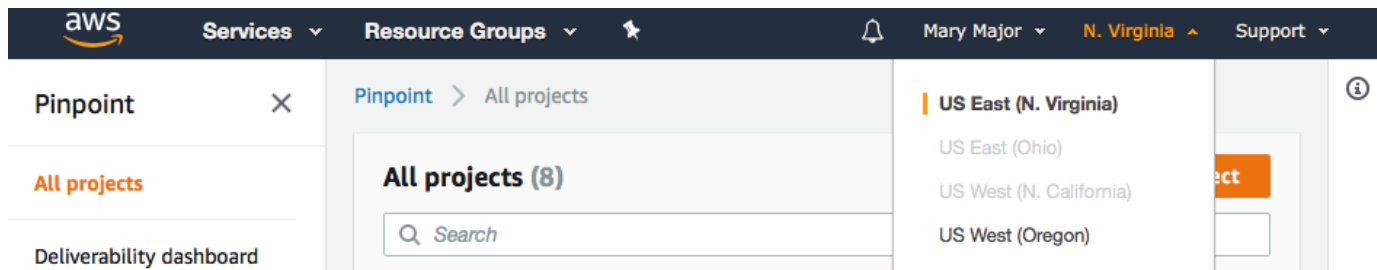 aws Services Resource Groups Mary Major N. Virginia Support
Pinpoint
Pinpoint > All projects
US East (N. Virginia)
US East (Ohio)
All projects
All projects (8)
US West (N. California)
ect
Search
US West (Oregon)
Deliverability dashboard